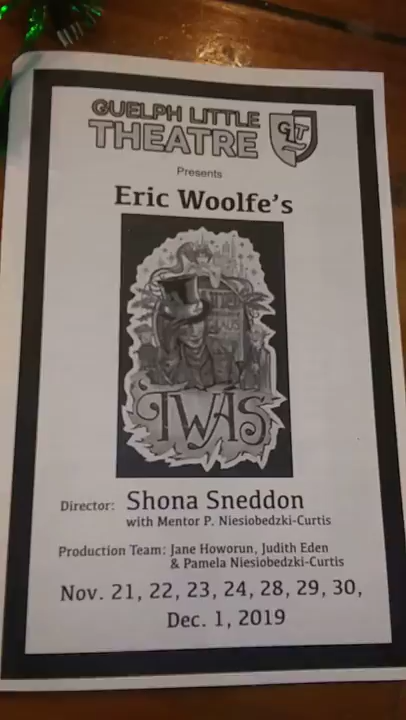 GUELPH LITTLE
THEATRE
GLT
Presents
Eric Woolfe's
'TWAS
Director: Shona Sneddon
with Mentor P. Niesiobedzki-Curtis
Production Team: Jane Howorun, Judith Eden
& Pamela Niesiobedzki-Curtis
Nov. 21, 22, 23, 24, 28, 29, 30,
Dec. 1, 2019